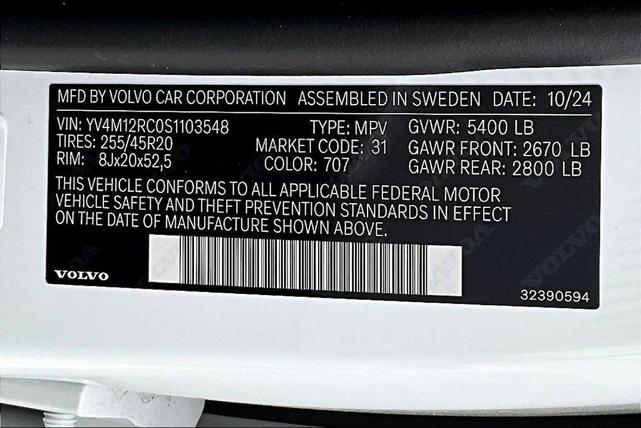 MFD BY VOLVO CAR CORPORATION ASSEMBLED IN SWEDEN DATE: 10/24
VIN: YV4M12RC0S1103548 TYPE: MPV GVWR: 5400 LB
TIRES: 255/45R20 MARKET CODE: 31 GAWR FRONT: 2670 LB
RIM: 8Jx20x52,5 COLOR: 707 GAWR REAR: 2800 LB
THIS VEHICLE CONFORMS TO ALL APPLICABLE FEDERAL MOTOR
VEHICLE SAFETY AND THEFT PREVENTION STANDARDS IN EFFECT
ON THE DATE OF MANUFACTURE SHOWN ABOVE.
VOLVO
32390594